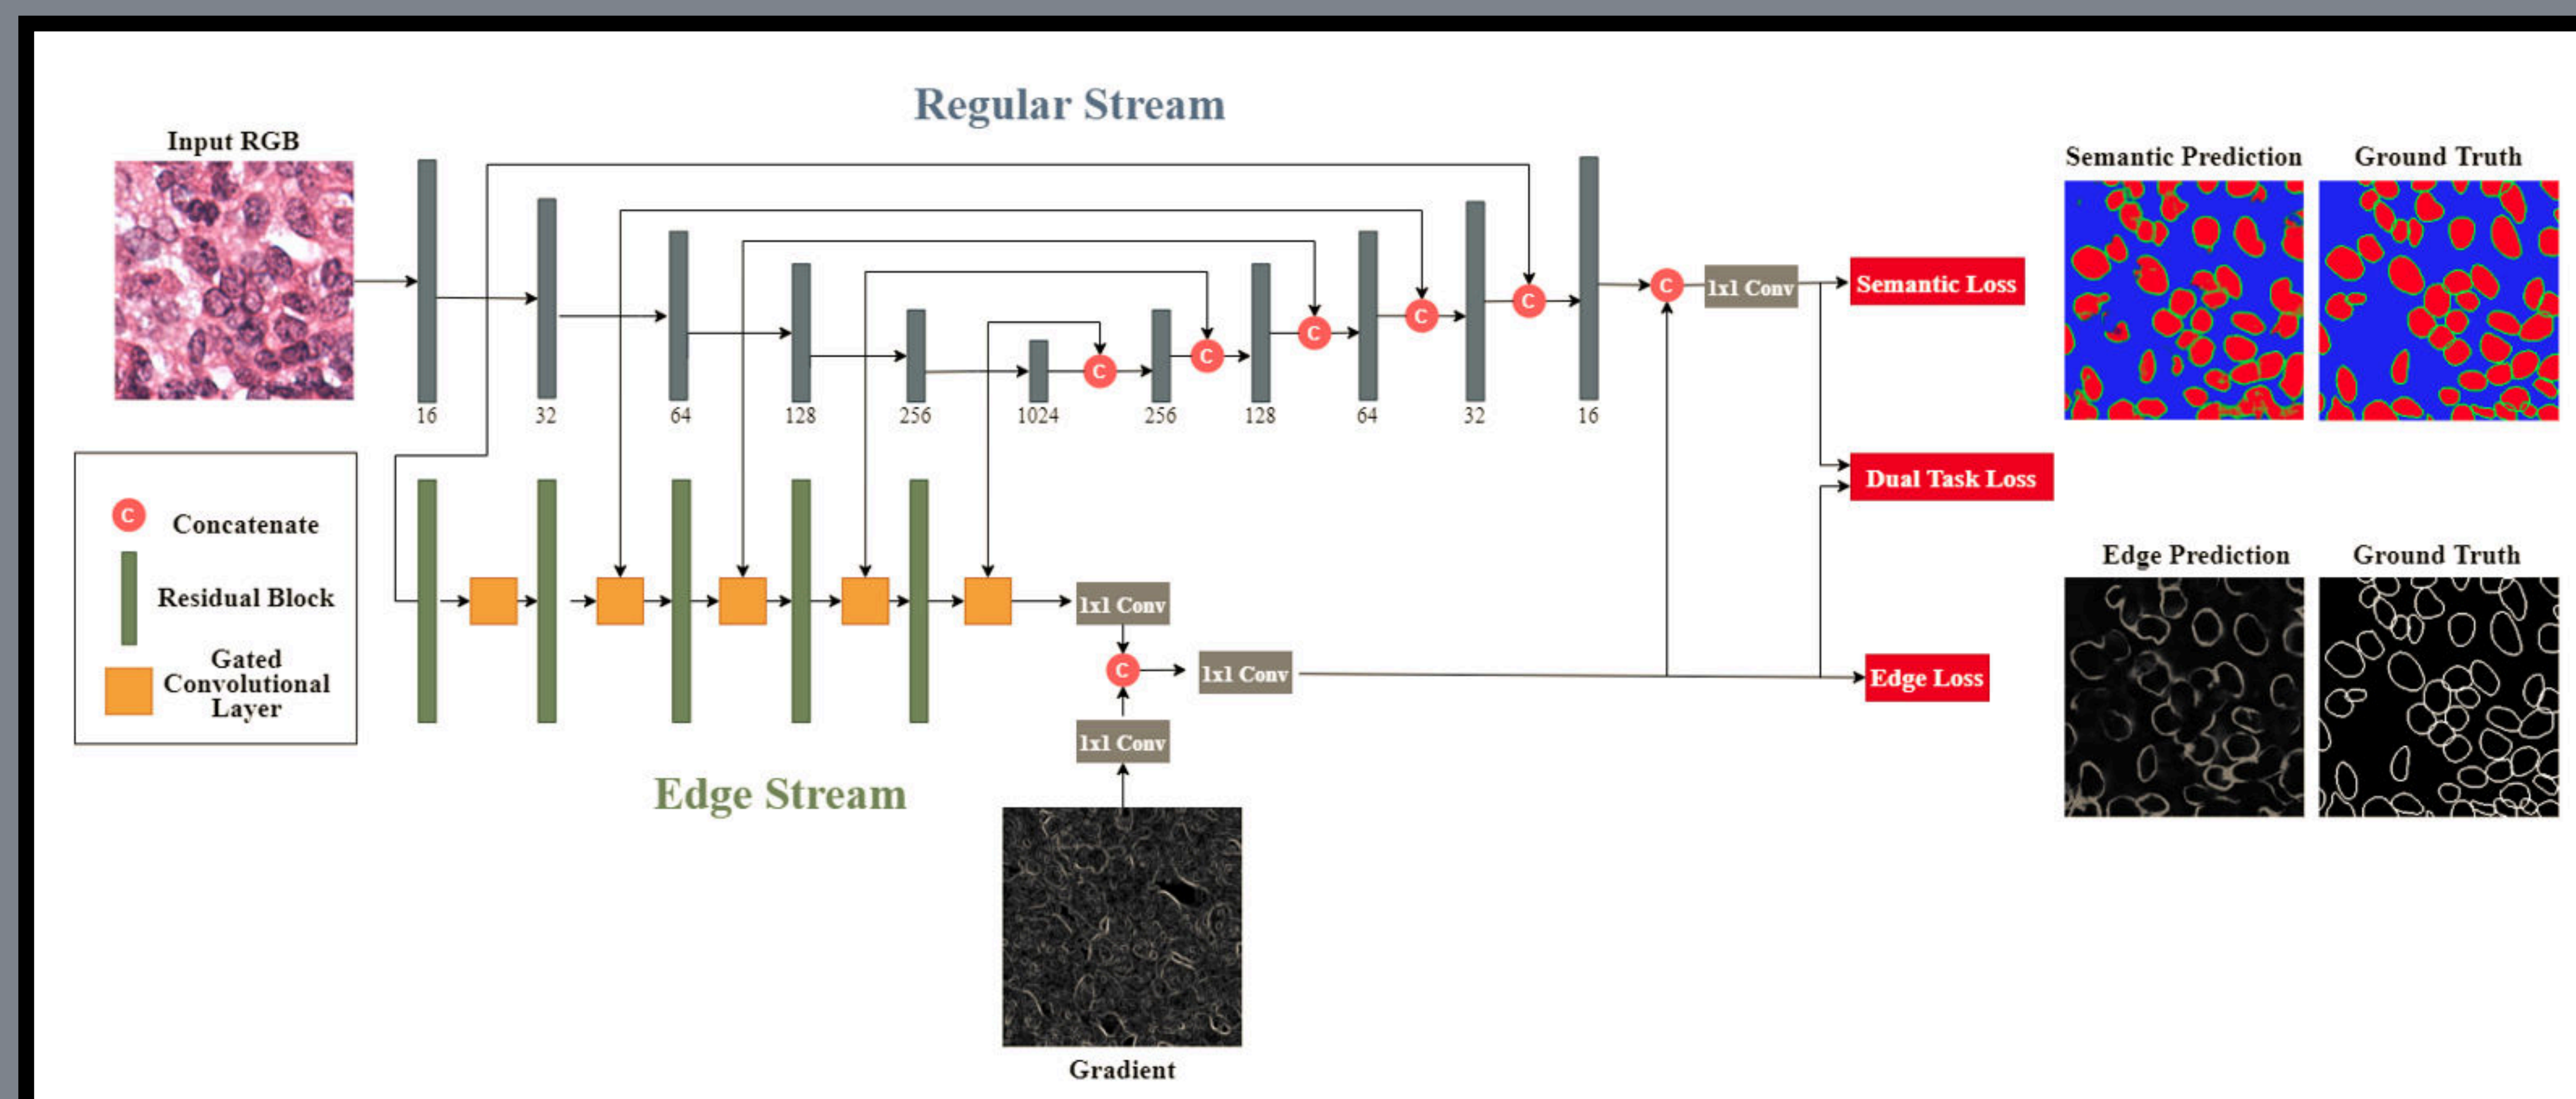 Regular Stream
Input RGB
Semantic Prediction
Ground Truth
C
C
C
C
C
C
1x1 Conv
Semantic Loss
16
32
64
128
256
1024
256
128
64
32
16
Dual Task Loss
C
Concatenate
Residual Block
Gated
Convolutional
Layer
Edge Prediction
Ground Truth
1x1 Conv
C
1x1 Conv
Edge Loss
1x1 Conv
Edge Stream
Gradient